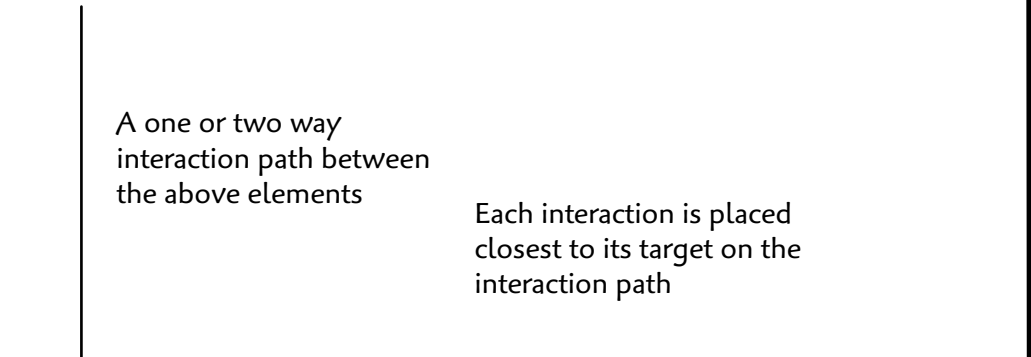 A one or two way
interaction path between
the above elements
Each interaction is placed
closest to its target on the
interaction path